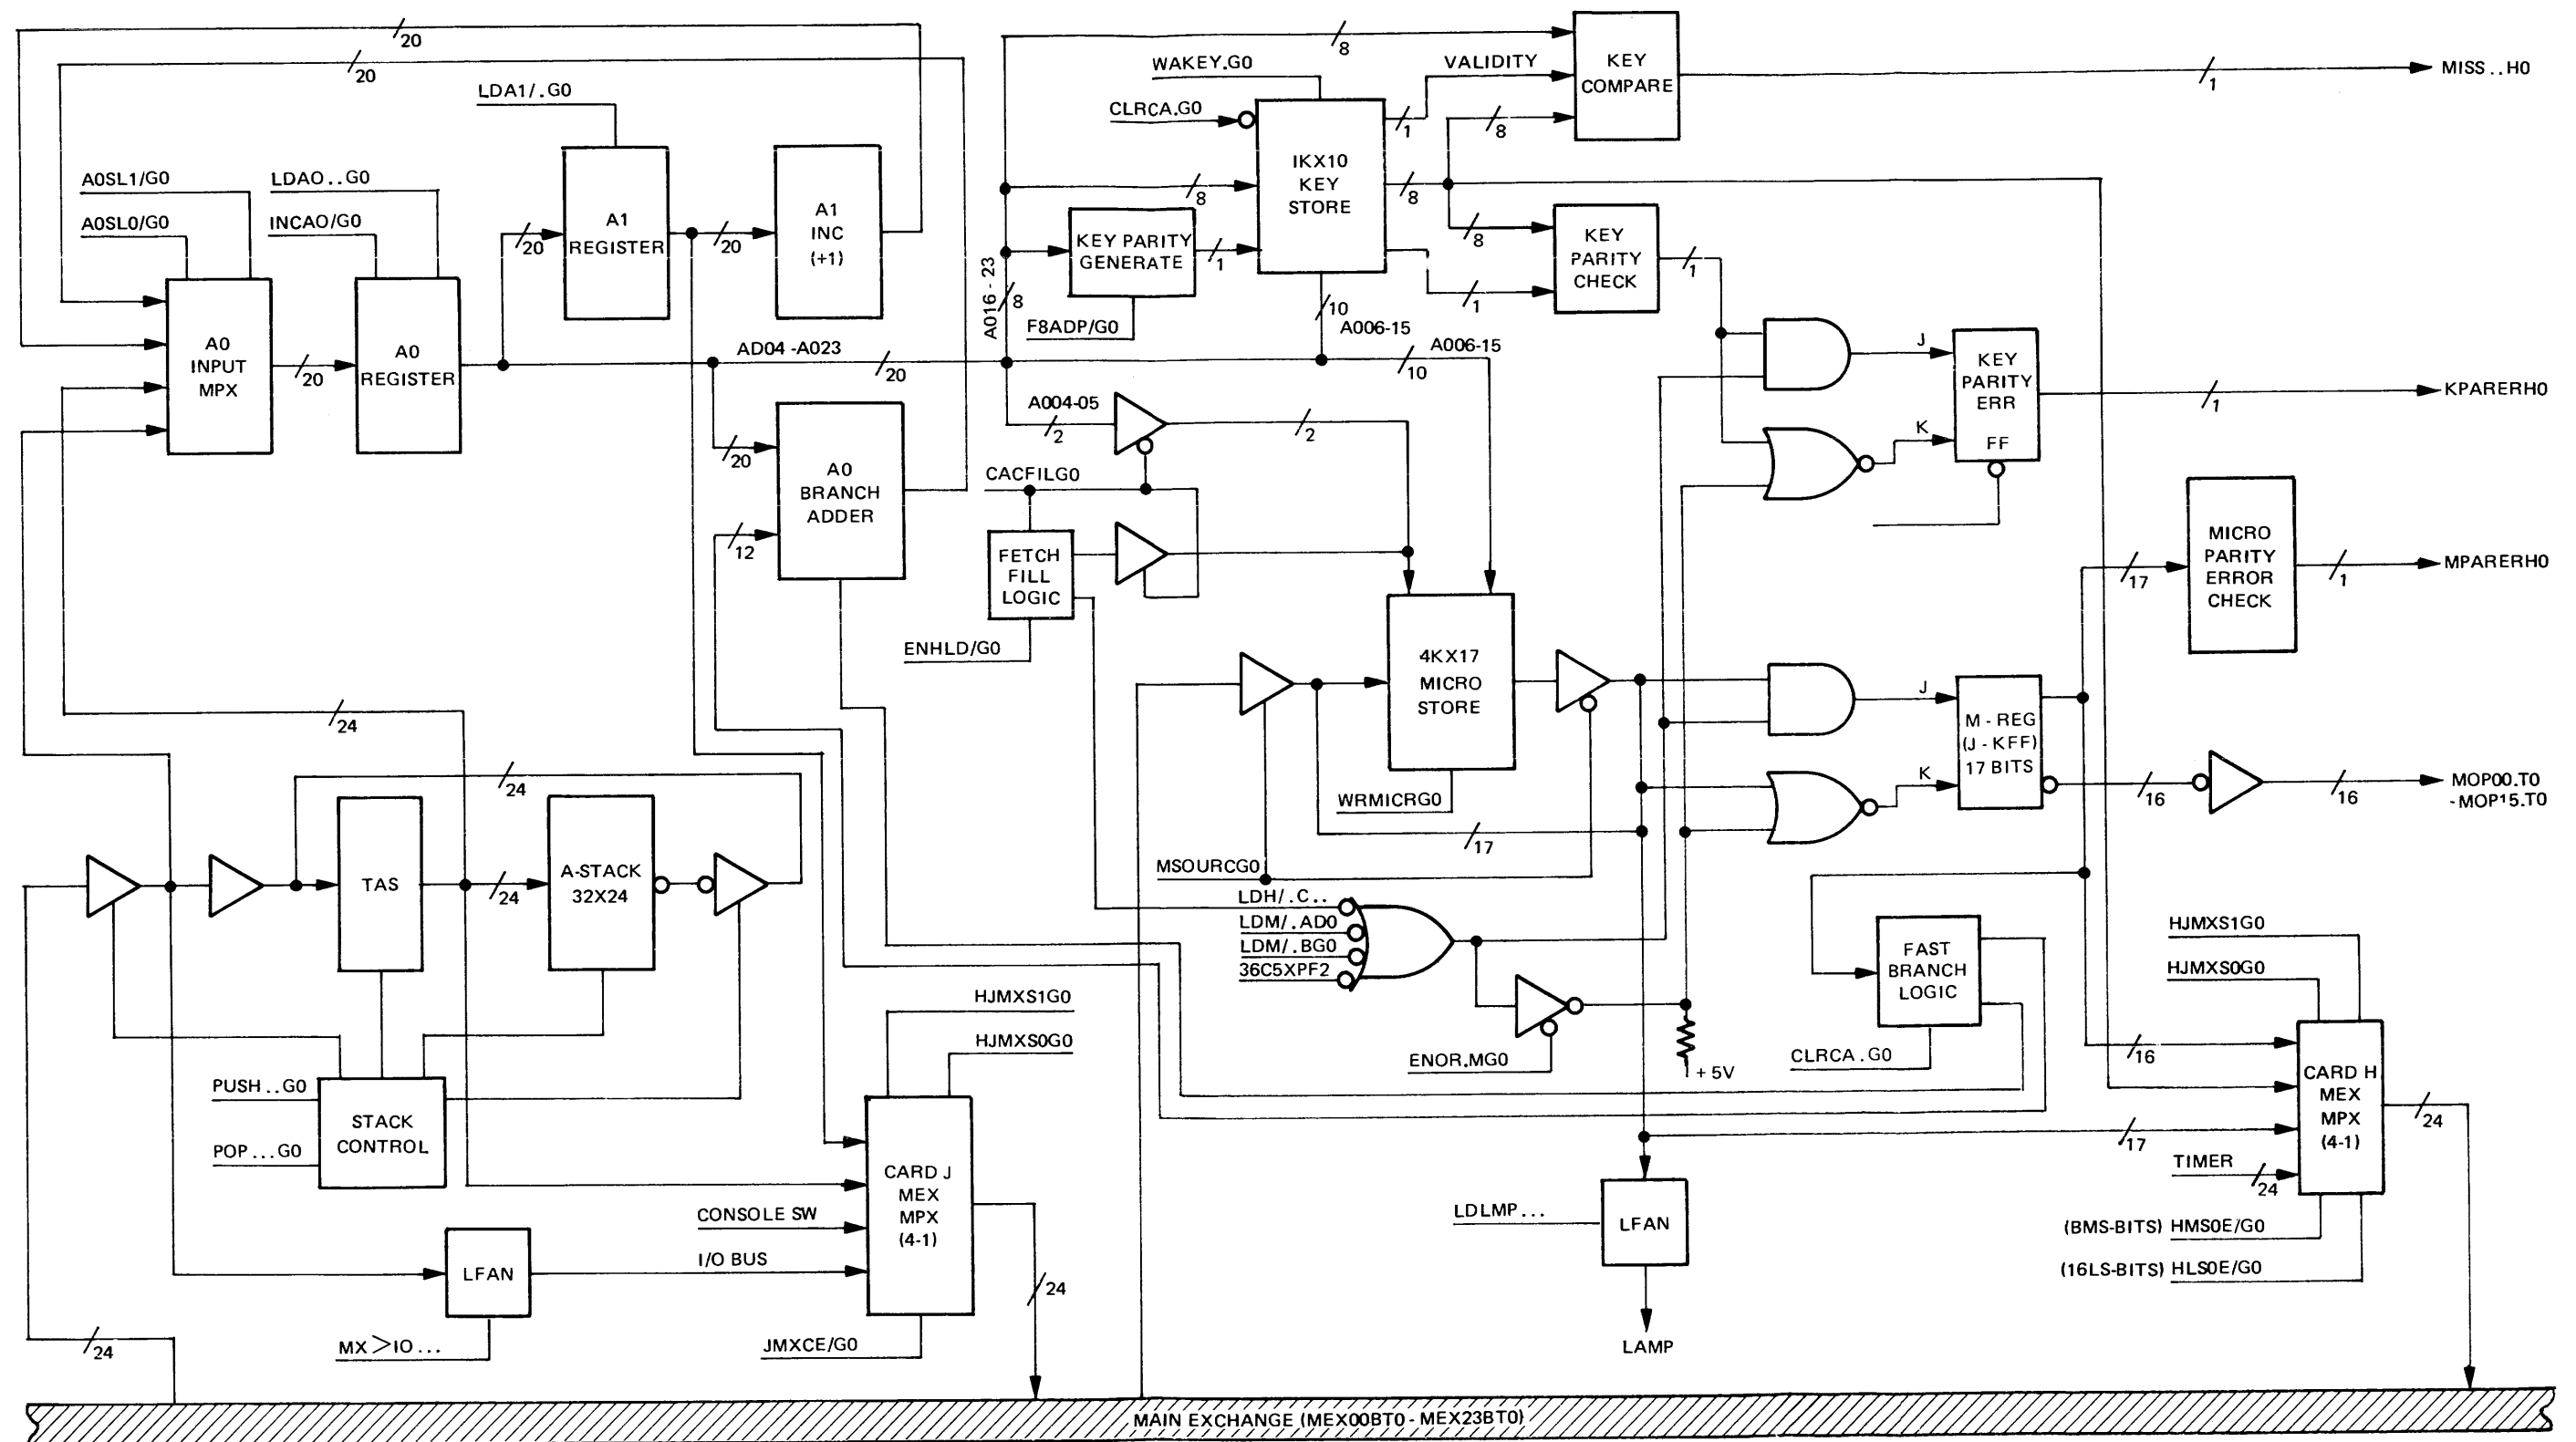 20
20
8
WAKEY.G0
VALIDITY
KEY
COMPARE
1
MISS..H0
LDA1/.G0
CLRCA.G0
1
8
A0SL1/G0
A0SL0/G0
LDAO..G0
INCAO/G0
20
A1
REGISTER
20
A1
INC
(+1)
8
IKX10
KEY
STORE
8
8
KEY
PARITY
CHECK
1
KEY PARITY
GENERATE
1
1
A016-23
8
F8ADP/G0
10
A006-15
A0
INPUT
MPX
20
A0
REGISTER
AD04-A023
20
A006-15
10
J
KEY
PARITY
ERR
FF
K
1
KPARERH0
A004-05
2
2
20
A0
BRANCH
ADDER
12
CACFILG0
FETCH
FILL
LOGIC
ENHLD/G0
17
MICRO
PARITY
ERROR
CHECK
1
MPARERH0
4KX17
MICRO
STORE
WRMICRG0
17
MSOURCG0
J
M-REG
(J-KFF)
17 BITS
K
16
16
MOP00.T0
-MOP15.T0
24
24
TAS
24
A-STACK
32X24
LDH/.C..
LDM/.AD0
LDM/.BG0
36C5XPF2
FAST
BRANCH
LOGIC
CLRCA.G0
HJMXS1G0
HJMXS0G0
HJMXS1G0
HJMXS0G0
ENOR.MG0
+5V
PUSH..G0
POP...G0
STACK
CONTROL
CARD J
MEX
MPX
(4-1)
CONSOLE SW
I/O BUS
LFAN
MX>IO...
JMXCE/G0
24
24
16
17
TIMER
24
CARD H
MEX
MPX
(4-1)
24
LDLMP...
LFAN
LAMP
(BMS-BITS) HMS0E/G0
(16LS-BITS) HLS0E/G0
MAIN EXCHANGE (MEX00BT0-MEX23BT0)